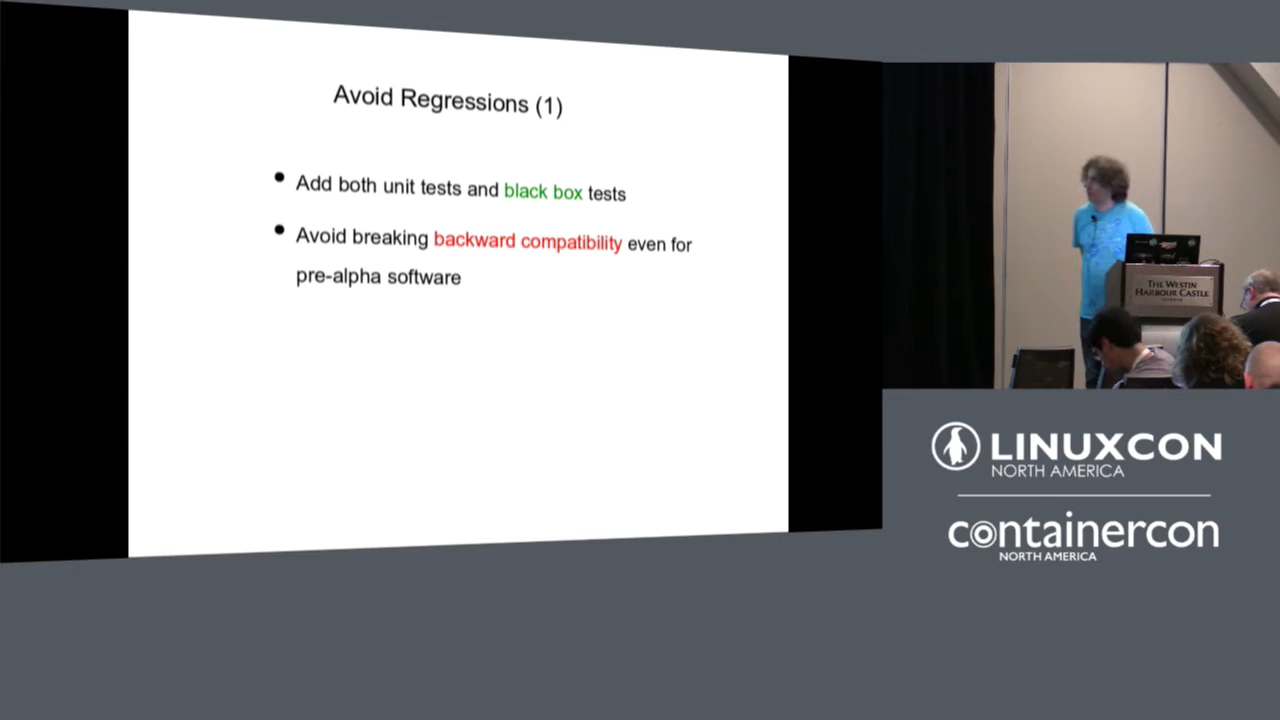 Avoid Regressions (1)
Add both unit tests and black box tests
Avoid breaking backward compatibility even for
pre-alpha software
THE WESTIN
HARBOUR CASTLE
LINUXCON
NORTH AMERICA
containercon
NORTH AMERICA